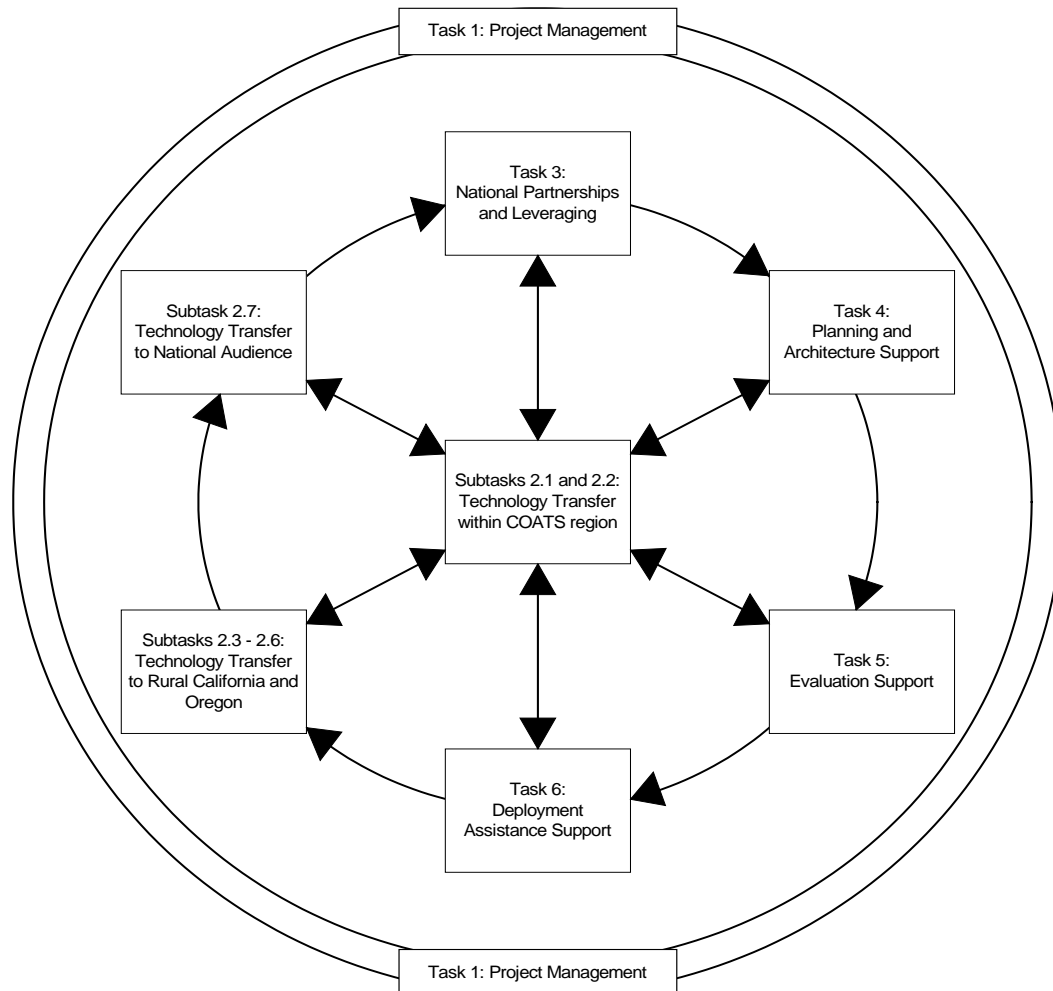 Task 1: Project Management
Task 3:
National Partnerships
and Leveraging
Subtask 2.7:
Technology Transfer
to National Audience
Task 4:
Planning and
Architecture Support
Subtasks 2.1 and 2.2:
Technology Transfer
within COATS region
Subtasks 2.3 - 2.6:
Technology Transfer
to Rural California and
Oregon
Task 5:
Evaluation Support
Task 6:
Deployment
Assistance Support
Task 1: Project Management